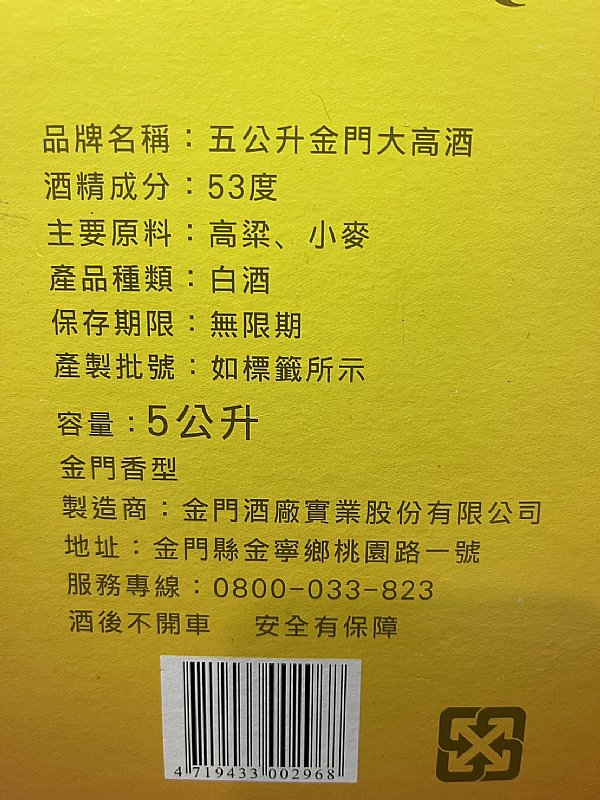 品牌名稱：五公升金門大高酒
酒精成分：53度
主要原料：高粱、小麥
產品種類：白酒
保存期限：無限期
產製批號：如標籤所示
容量：5公升
金門香型
製造商：金門酒廠實業股份有限公司
地址：金門縣金寧鄉桃園路一號
服務專線：0800-033-823
酒後不開車　安全有保障
4 719433 002968